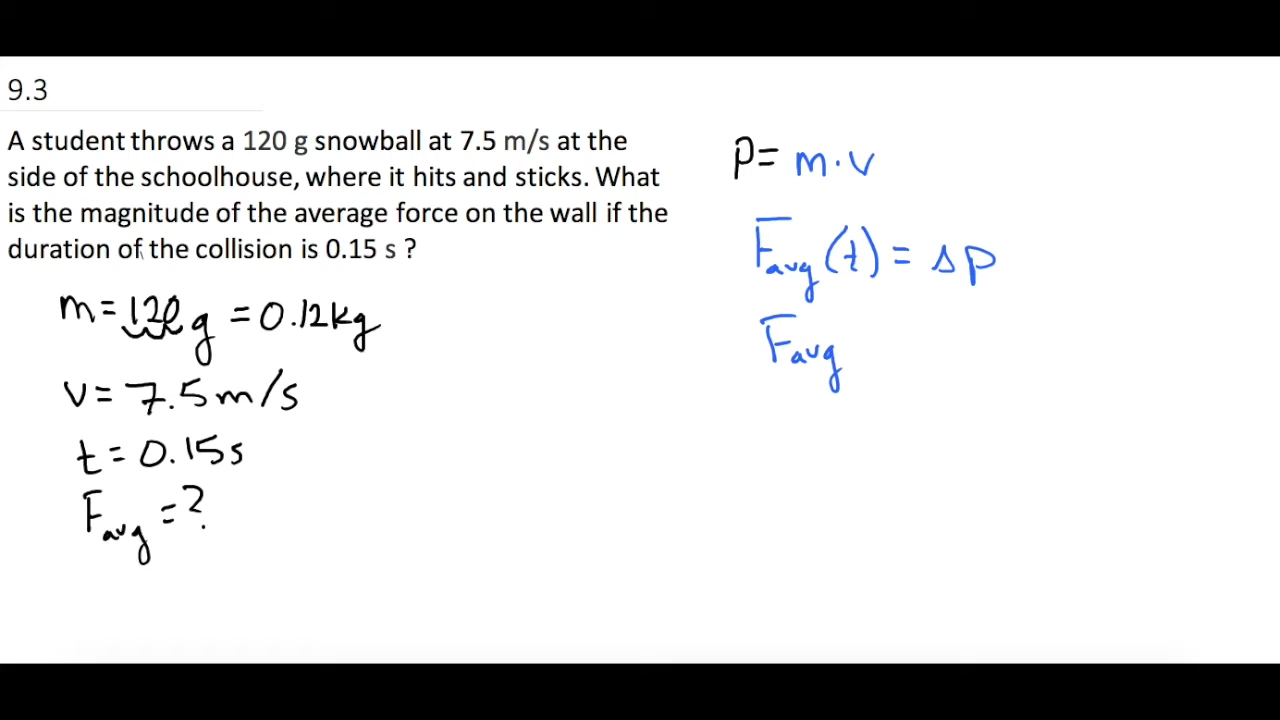 9.3
A student throws a 120 g snowball at 7.5 m/s at the
side of the schoolhouse, where it hits and sticks. What
is the magnitude of the average force on the wall if the
duration of the collision is 0.15 s ?
m = 120 g = 0.12 kg
v = 7.5 m/s
t = 0.15 s
Favg = ?
p = m · v
Favg (t) = Δp
Favg